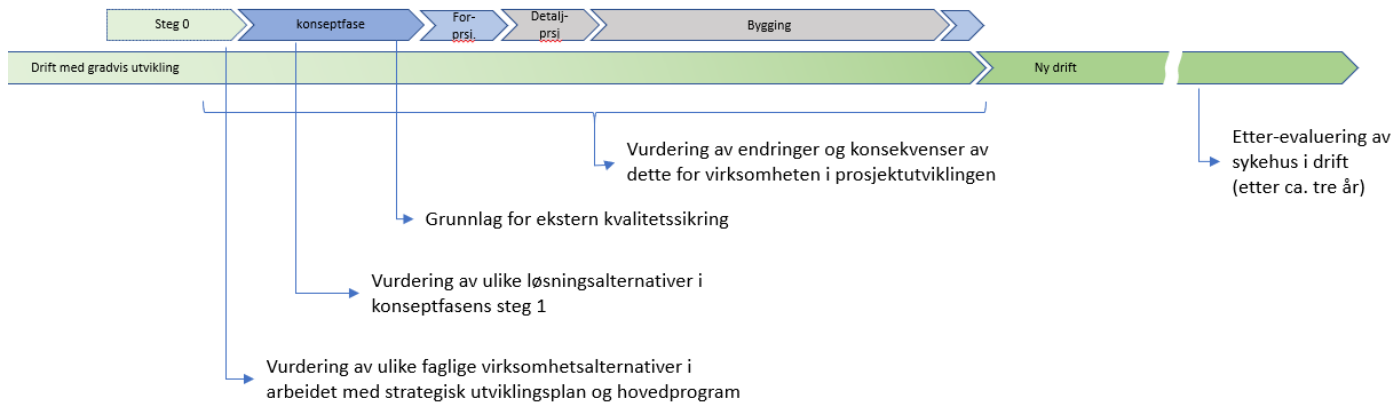 Steg 0
konseptfase
For-
prsj.
Detalj-
prsj
Bygging
Drift med gradvis utvikling
Ny drift
Vurdering av endringer og konsekvenser av
dette for virksomheten i prosjektutviklingen
Etter-evaluering av
sykehus i drift
(etter ca. tre år)
Grunnlag for ekstern kvalitetssikring
Vurdering av ulike løsningsalternativer i
konseptfasens steg 1
Vurdering av ulike faglige virksomhetsalternativer i
arbeidet med strategisk utviklingsplan og hovedprogram